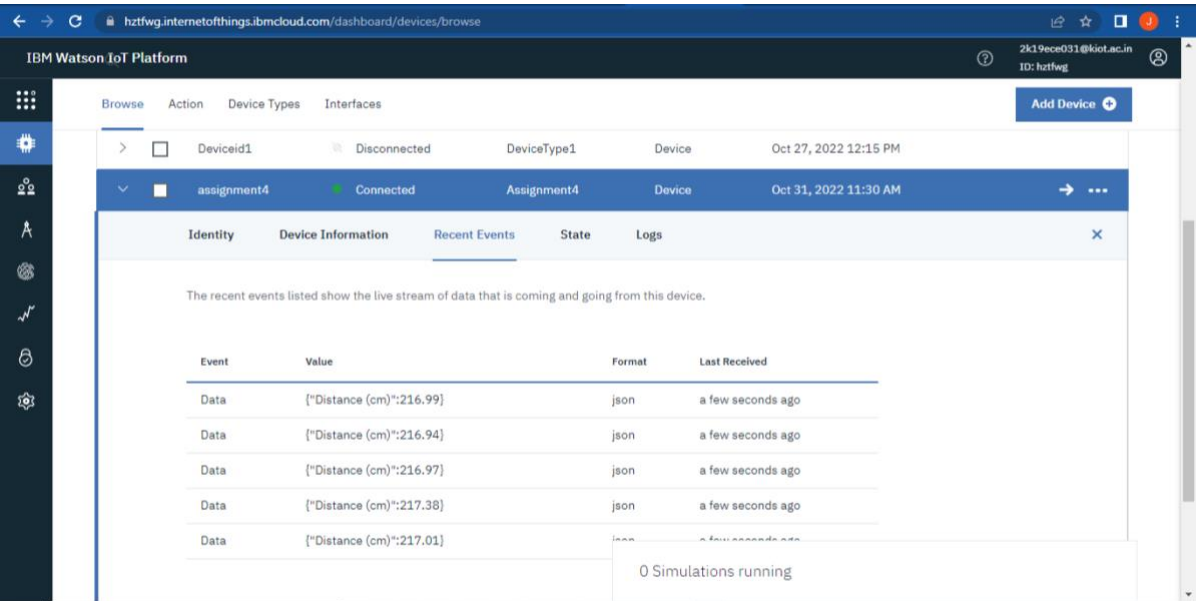 hztfwg.internetofthings.ibmcloud.com/dashboard/devices/browse
J
IBM Watson IoT Platform
2k19ece031@kiot.ac.in
ID: hztfwg
Browse Action Device Types Interfaces Add Device
Deviceid1 Disconnected DeviceType1 Device Oct 27, 2022 12:15 PM
assignment4 Connected Assignment4 Device Oct 31, 2022 11:30 AM
Identity Device Information Recent Events State Logs
The recent events listed show the live stream of data that is coming and going from this device.
Event Value Format Last Received
Data {"Distance (cm)":216.99} json a few seconds ago
Data {"Distance (cm)":216.94} json a few seconds ago
Data {"Distance (cm)":216.97} json a few seconds ago
Data {"Distance (cm)":217.38} json a few seconds ago
Data {"Distance (cm)":217.01} json a few seconds ago
0 Simulations running